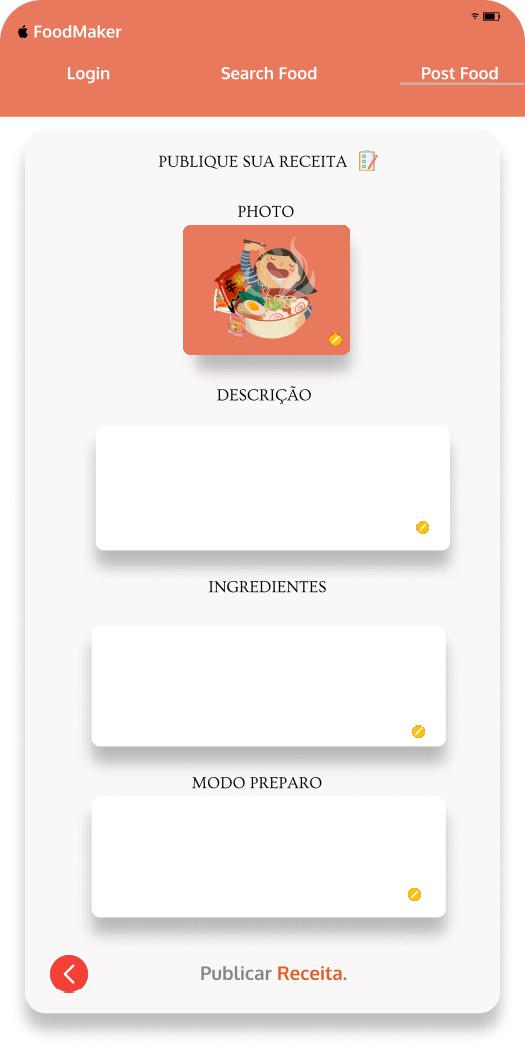 FoodMaker
Login Search Food Post Food
PUBLIQUE SUA RECEITA
PHOTO
DESCRIÇÃO
INGREDIENTES
MODO PREPARO
Publicar Receita.